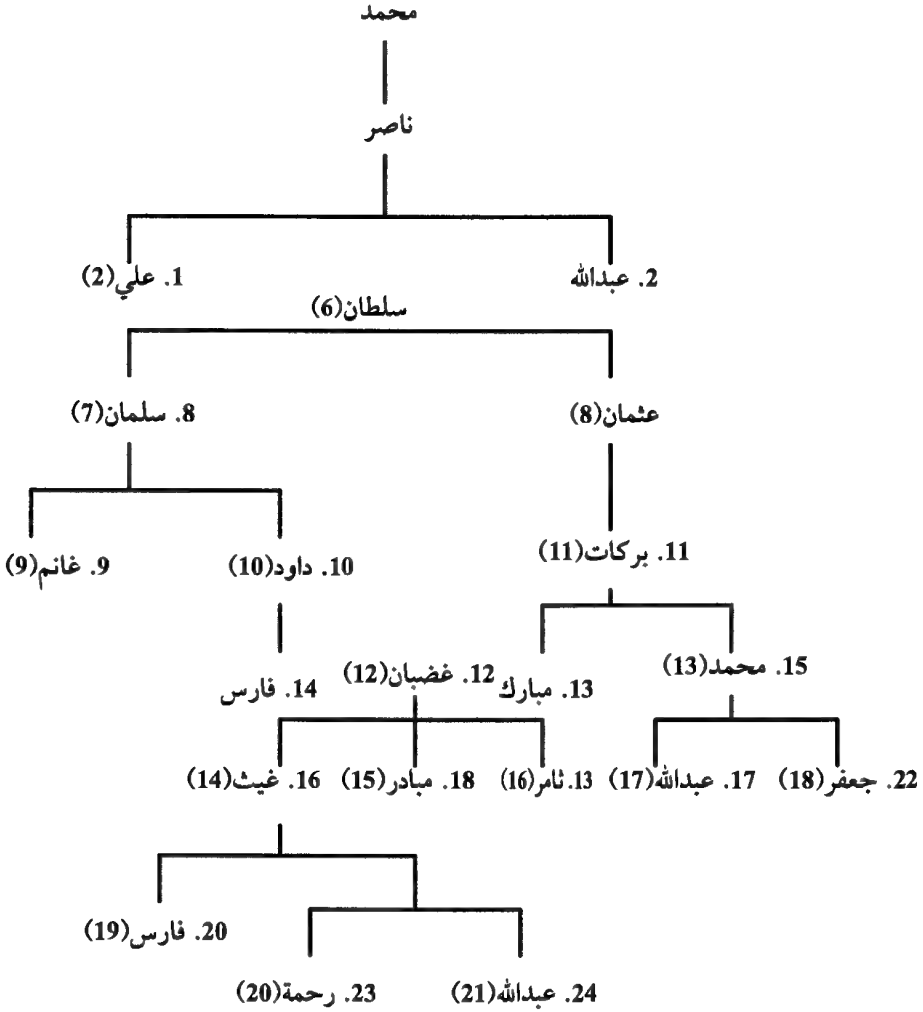 محمد
ناصر
2. عبدالله
1. علي(2)
سلطان(6)
عثمان(8)
8. سلمان(7)
11. بركات(11)
10. داود(10)
9. غانم(9)
15. محمد(13)
13. مبارك
12. غضبان(12)
14. فارس
22. جعفر(18)
17. عبدالله(17)
13. ثامر(16)
18. مبادر(15)
16. غيث(14)
20. فارس(19)
24. عبدالله(21)
23. رحمة(20)